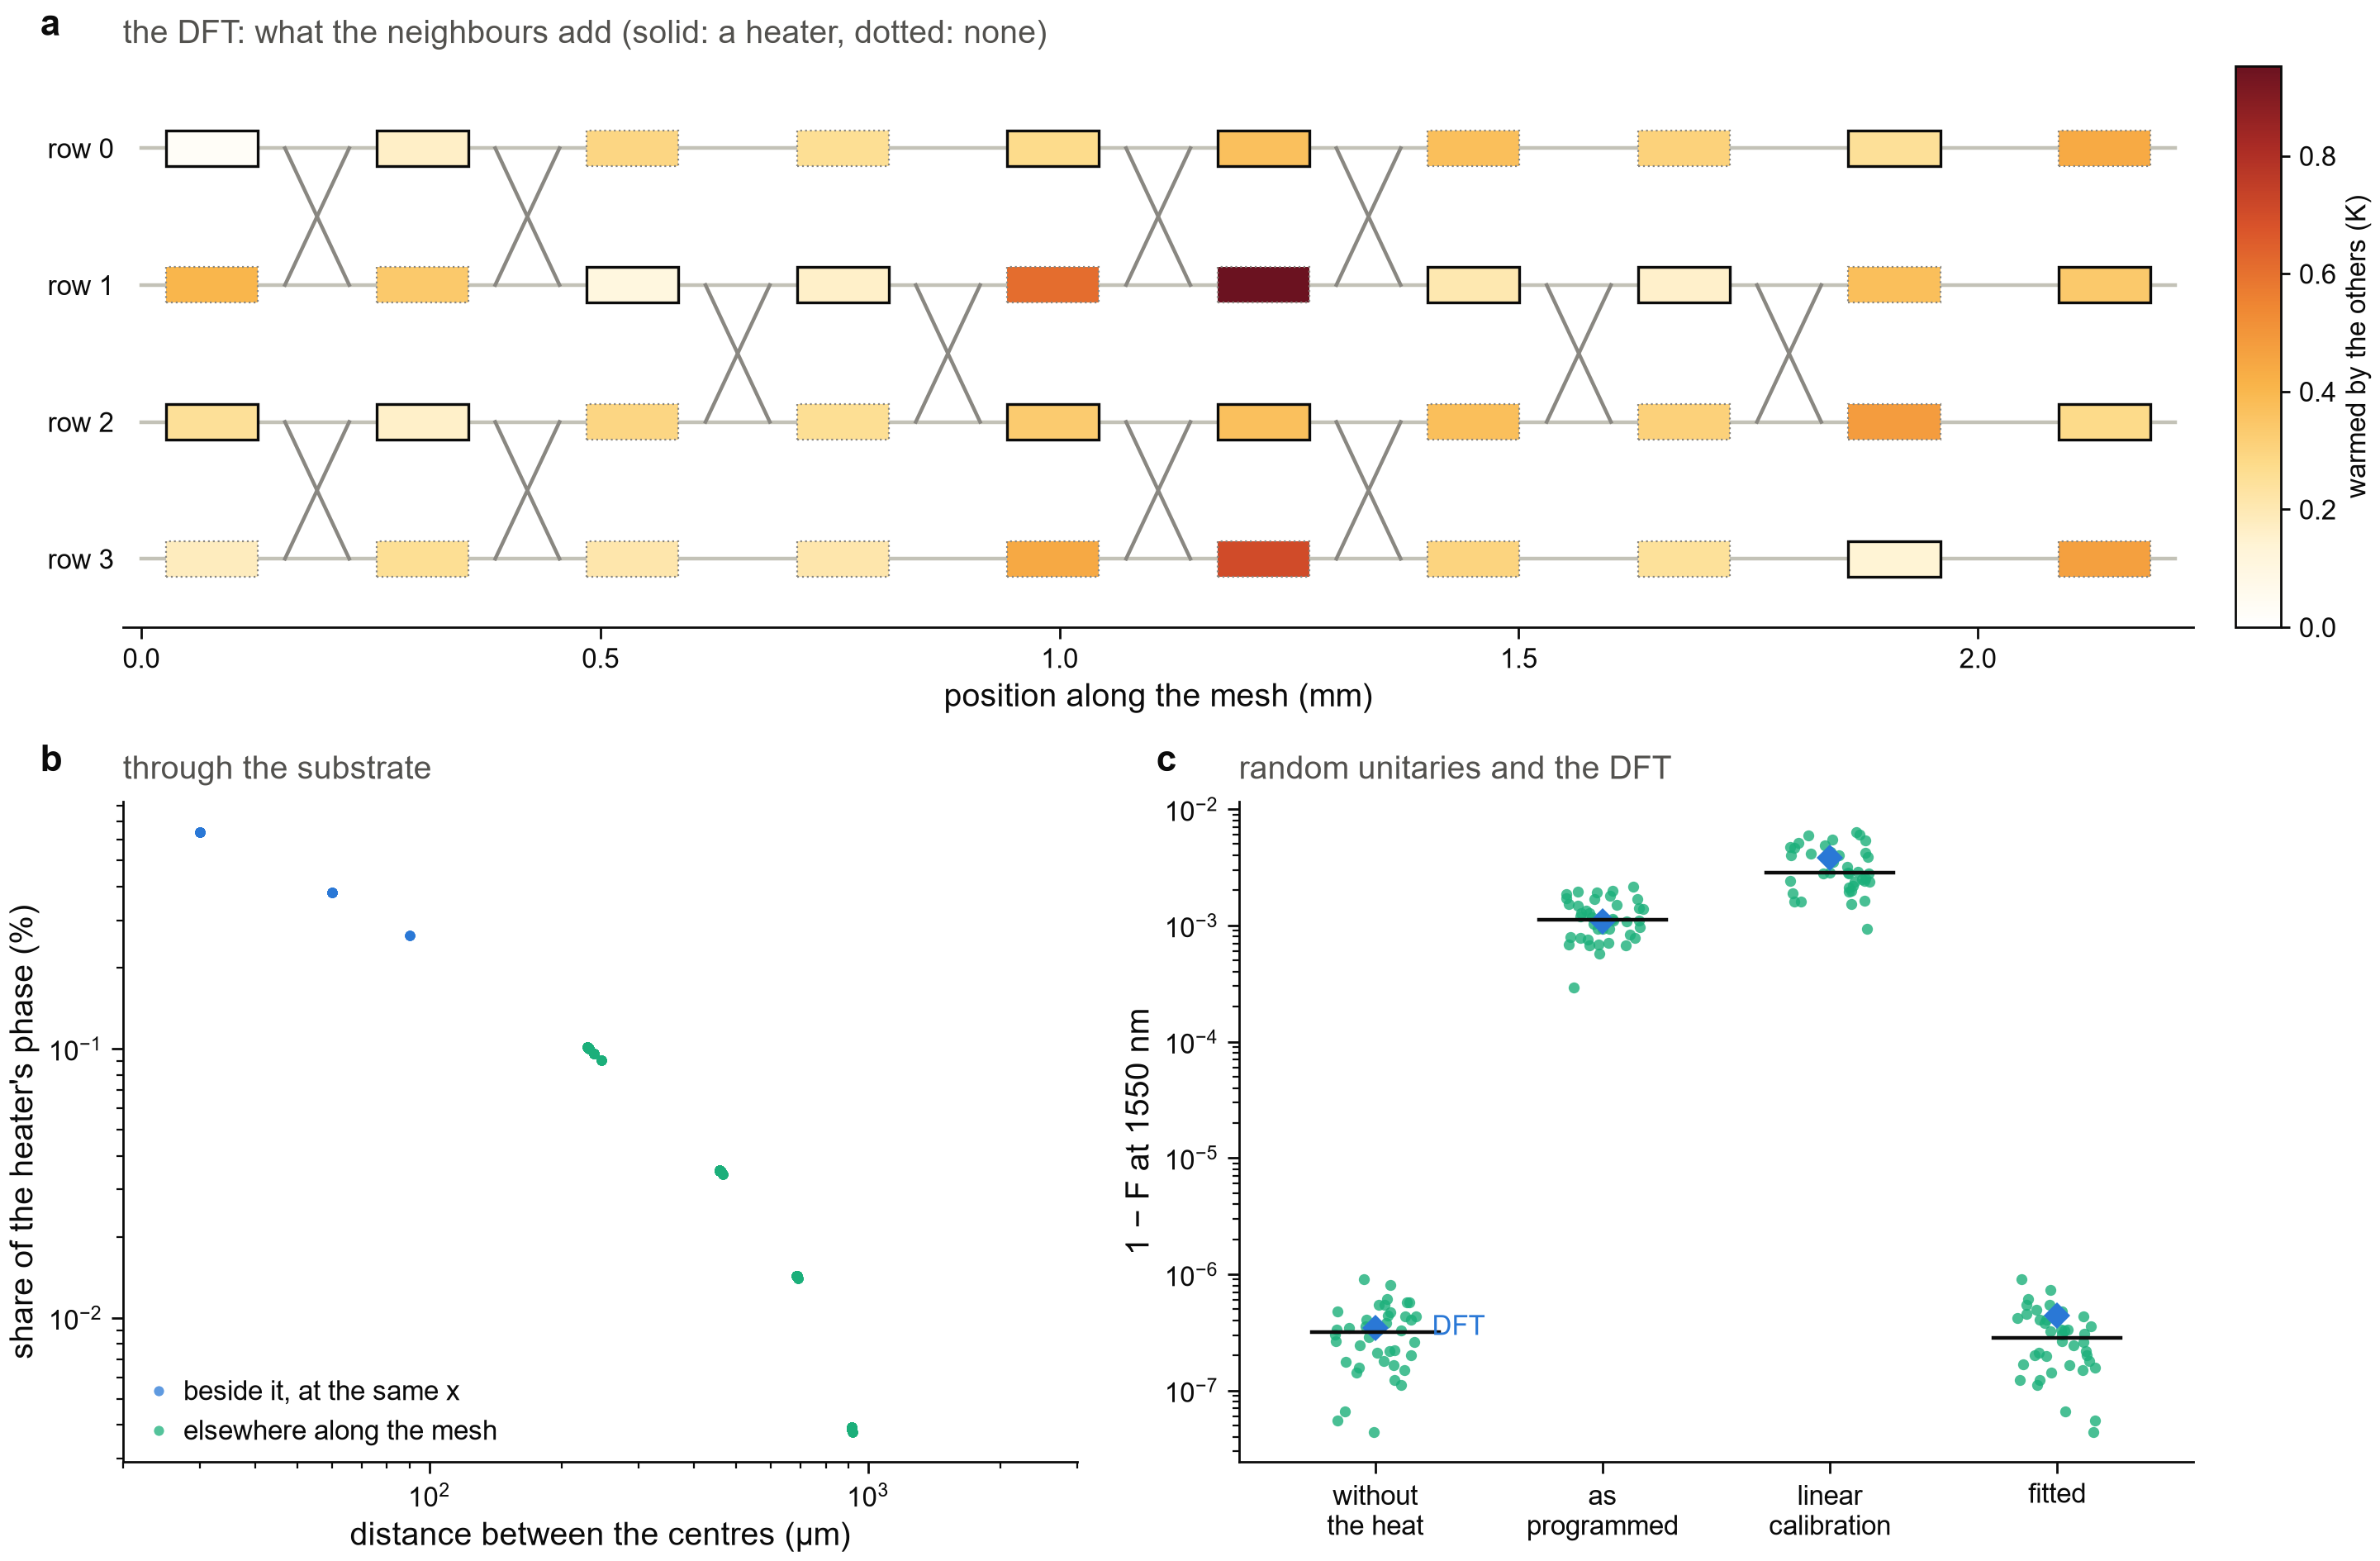 a
the DFT: what the neighbours add (solid: a heater, dotted: none)
row 0
row 1
row 2
row 3
0.0
0.5
1.0
1.5
2.0
position along the mesh (mm)
0.8
0.6
0.4
0.2
0.0
warmed by the others (K)
b
through the substrate
10⁻¹
10⁻²
share of the heater's phase (%)
beside it, at the same x
elsewhere along the mesh
10²
10³
distance between the centres (µm)
c
random unitaries and the DFT
10⁻²
10⁻³
10⁻⁴
10⁻⁵
10⁻⁶
10⁻⁷
1 − F at 1550 nm
DFT
without
the heat
as
programmed
linear
calibration
fitted